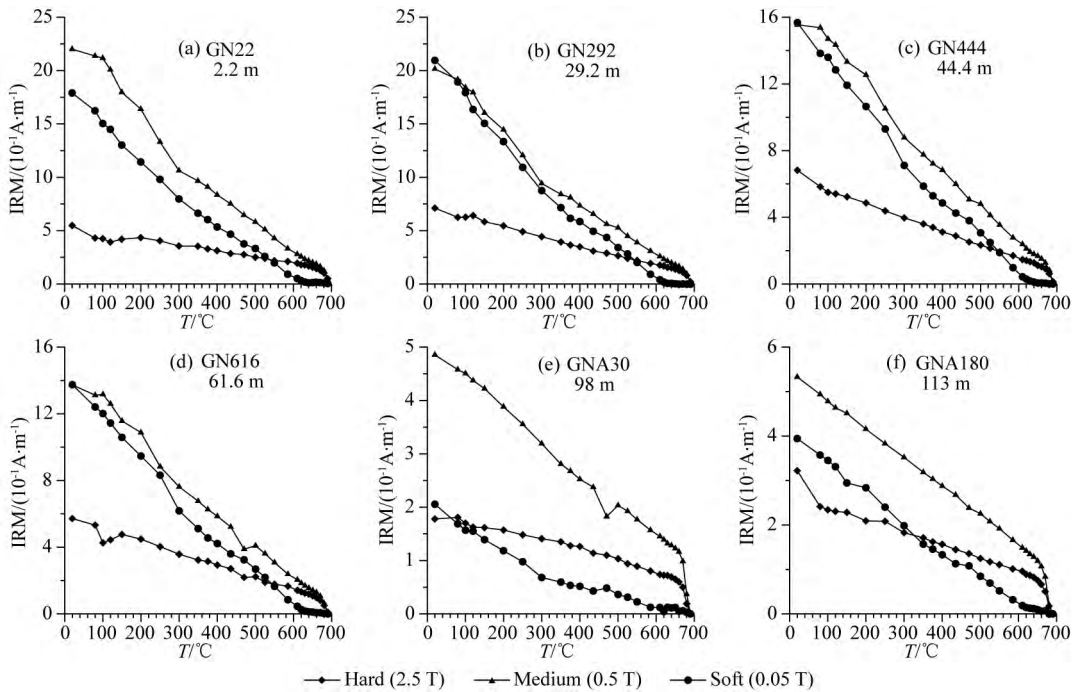 (a) GN22
2.2 m
IRM/(10⁻¹A·m⁻¹)
25
20
15
10
5
0
0 100 200 300 400 500 600 700
T/℃
(b) GN292
29.2 m
IRM/(10⁻¹A·m⁻¹)
25
20
15
10
5
0
0 100 200 300 400 500 600 700
T/℃
(c) GN444
44.4 m
IRM/(10⁻¹A·m⁻¹)
16
12
8
4
0
0 100 200 300 400 500 600 700
T/℃
(d) GN616
61.6 m
IRM/(10⁻¹A·m⁻¹)
16
12
8
4
0
0 100 200 300 400 500 600 700
T/℃
(e) GNA30
98 m
IRM/(10⁻¹A·m⁻¹)
5
4
3
2
1
0
0 100 200 300 400 500 600 700
T/℃
(f) GNA180
113 m
IRM/(10⁻¹A·m⁻¹)
6
4
2
0
0 100 200 300 400 500 600 700
T/℃
Hard (2.5 T) Medium (0.5 T) Soft (0.05 T)